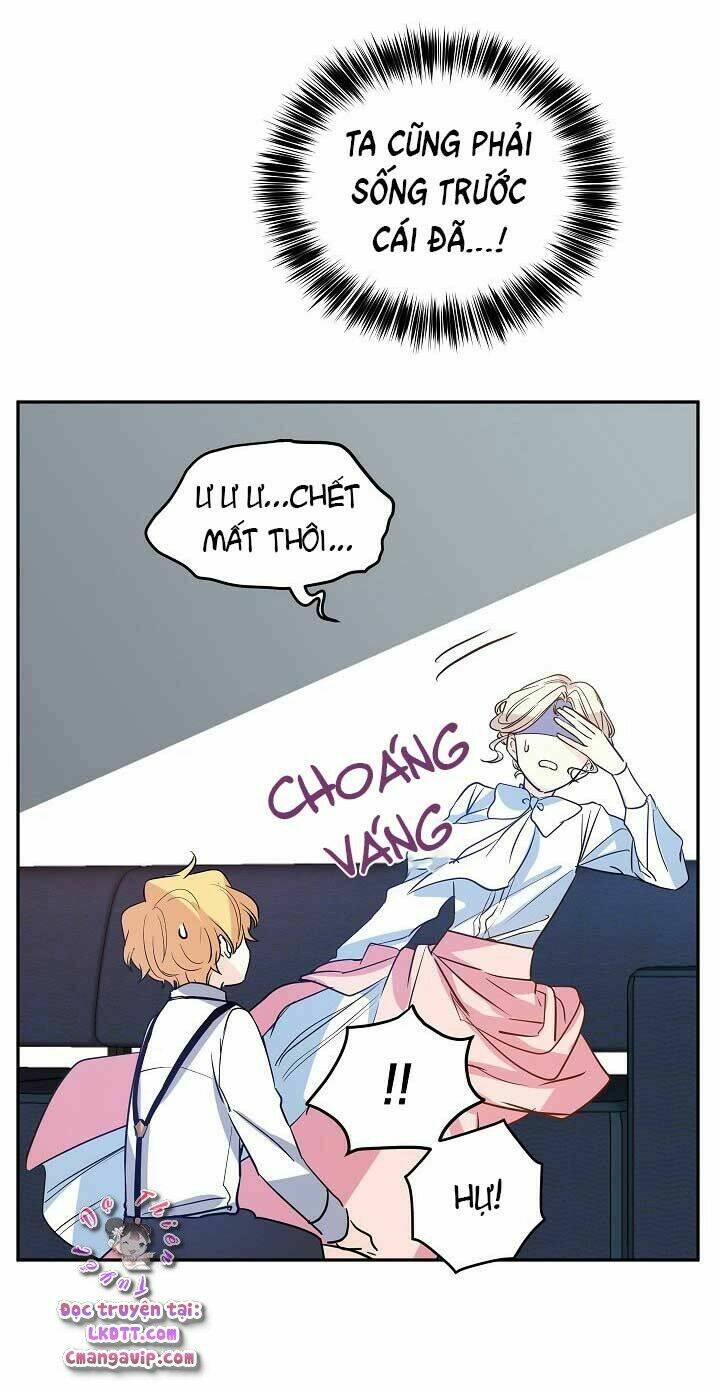 TA CŨNG PHẢI
SỐNG TRƯỚC
CÁI ĐÃ...!
Ư Ư Ư...CHẾT
MẤT THÔI...
CHOÁNG
VÁNG
!!
HỰ!
Đọc truyện tại:
LKDTT.com
Cmangavip.com